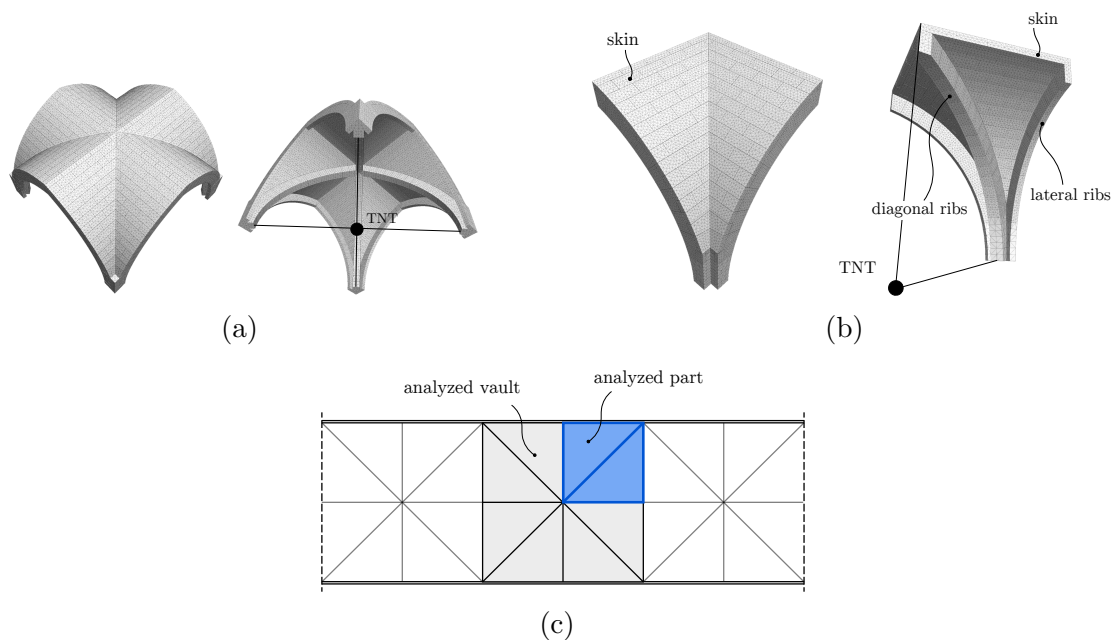 skin
skin
TNT
diagonal ribs
lateral ribs
TNT
(a)
(b)
analyzed vault
analyzed part
(c)